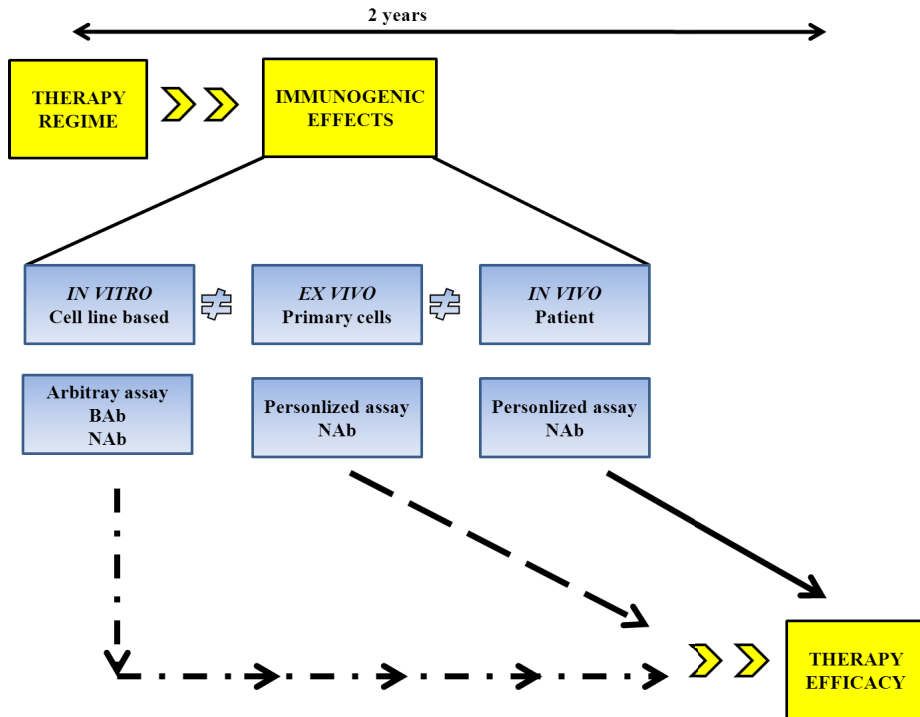 2 years
THERAPY
REGIME
IMMUNOGENIC
EFFECTS
IN VITRO
Cell line based
≠
EX VIVO
Primary cells
≠
IN VIVO
Patient
Arbitray assay
BAb
NAb
Personlized assay
NAb
Personlized assay
NAb
THERAPY
EFFICACY